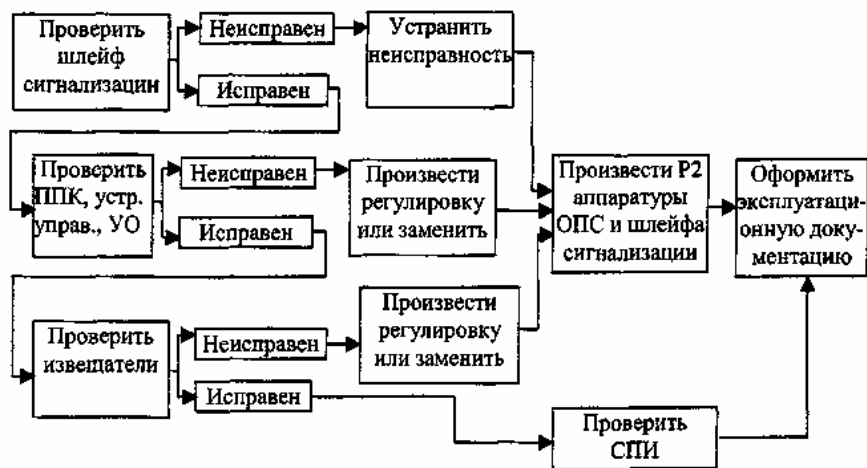 Проверить
шлейф
сигнализации
Неисправен
Исправен
Устранить
неисправность
Проверить
ППК, устр.
управ., УО
Неисправен
Исправен
Произвести
регулировку
или заменить
Произвести Р2
аппаратуры
ОПС и шлейфа
сигнализации
Оформить
эксплуатаци-
онную доку-
ментацию
Проверить
извещатели
Неисправен
Исправен
Произвести
регулировку
или заменить
Проверить
СПИ